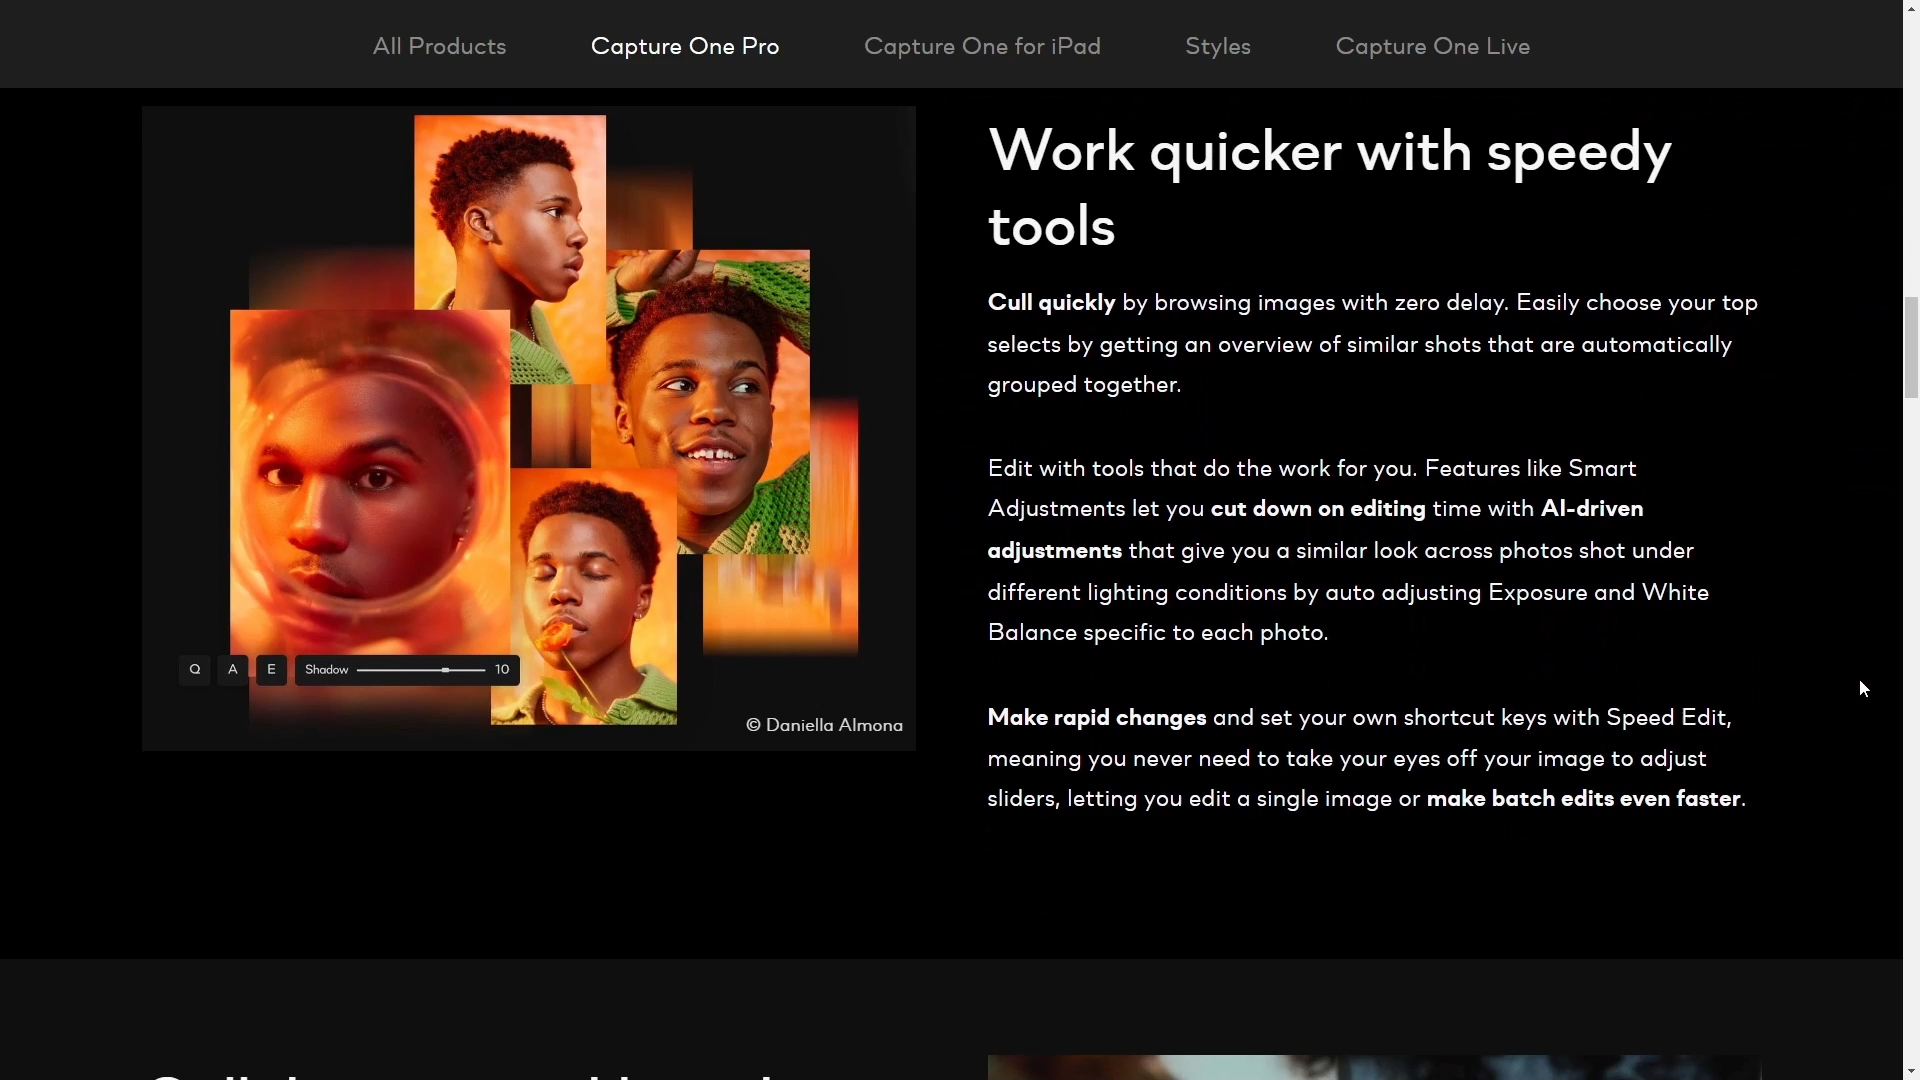 All Products
Capture One Pro
Capture One for iPad
Styles
Capture One Live
Q
A
E
Shadow
10
© Daniella Almona
Work quicker with speedy
tools
Cull quickly by browsing images with zero delay. Easily choose your top
selects by getting an overview of similar shots that are automatically
grouped together.
Edit with tools that do the work for you. Features like Smart
Adjustments let you cut down on editing time with AI-driven
adjustments that give you a similar look across photos shot under
different lighting conditions by auto adjusting Exposure and White
Balance specific to each photo.
Make rapid changes and set your own shortcut keys with Speed Edit,
meaning you never need to take your eyes off your image to adjust
sliders, letting you edit a single image or make batch edits even faster.